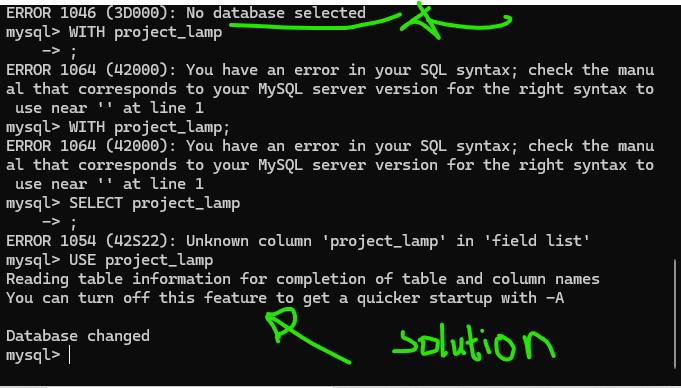 ERROR 1046 (3D000): No database selected
mysql> WITH project_lamp
    -> ;
ERROR 1064 (42000): You have an error in your SQL syntax; check the manu
al that corresponds to your MySQL server version for the right syntax to
 use near '' at line 1
mysql> WITH project_lamp;
ERROR 1064 (42000): You have an error in your SQL syntax; check the manu
al that corresponds to your MySQL server version for the right syntax to
 use near '' at line 1
mysql> SELECT project_lamp
    -> ;
ERROR 1054 (42S22): Unknown column 'project_lamp' in 'field list'
mysql> USE project_lamp
Reading table information for completion of table and column names
You can turn off this feature to get a quicker startup with -A

Database changed
mysql>
solution